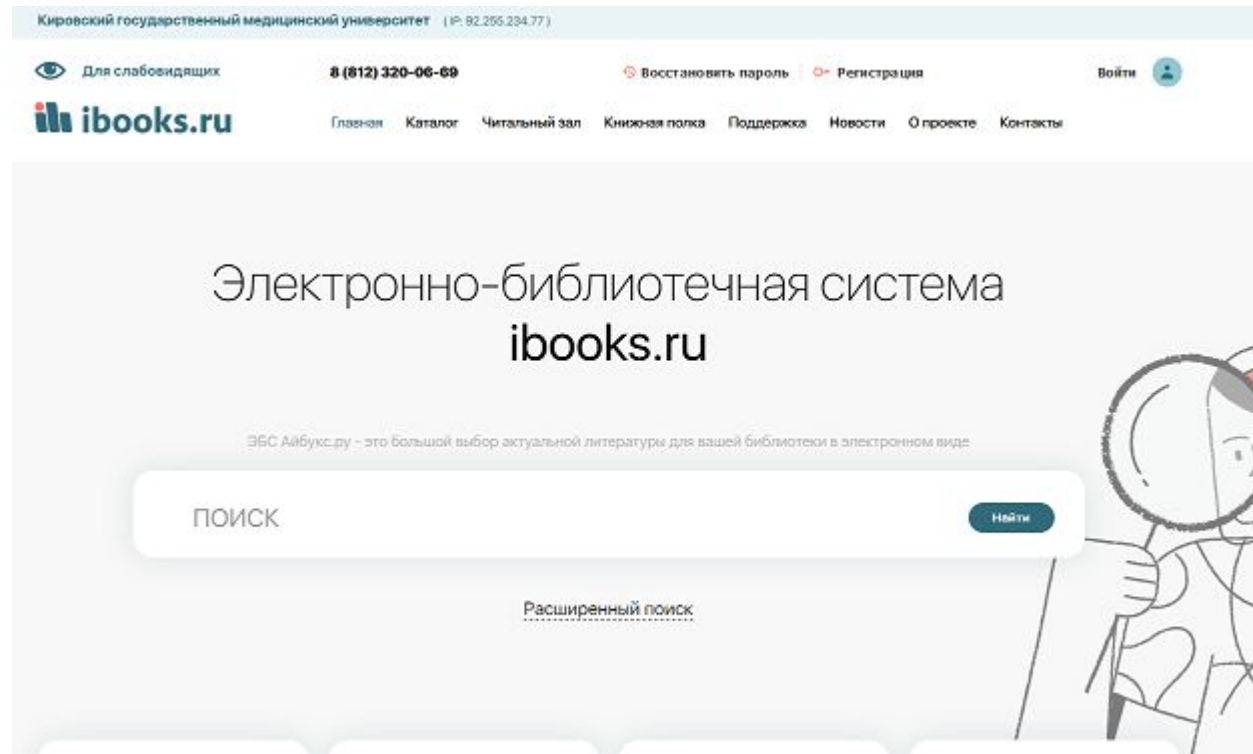 Кировский государственный медицинский университет ( IP: 92.255.234.77 )
Для слабовидящих 8 (812) 320-06-69 Восстановить пароль Регистрация Войти
ibooks.ru Главная Каталог Читальный зал Книжная полка Поддержка Новости О проекте Контакты
Электронно-библиотечная система
ibooks.ru
ЭБС Айбукс.ру - это большой выбор актуальной литературы для вашей библиотеки в электронном виде
ПОИСК Найти
Расширенный поиск